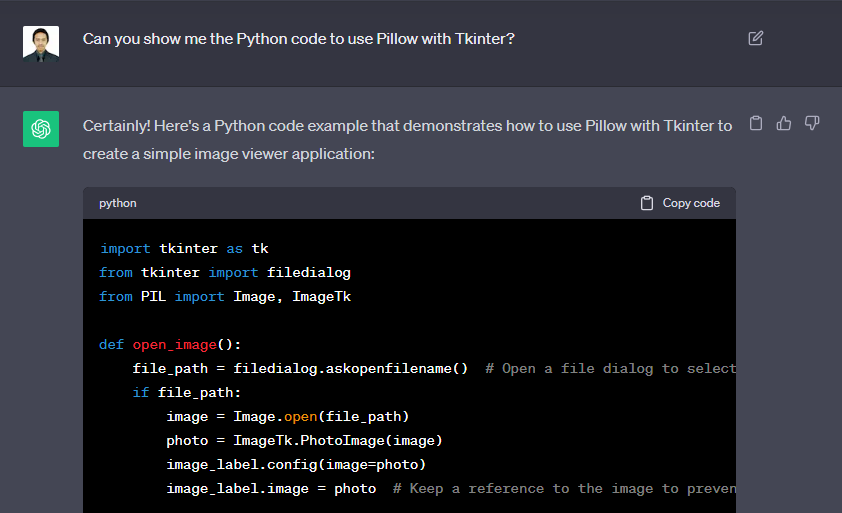 Can you show me the Python code to use Pillow with Tkinter?
Certainly! Here's a Python code example that demonstrates how to use Pillow with Tkinter to
create a simple image viewer application:
python
Copy code
import tkinter as tk
from tkinter import filedialog
from PIL import Image, ImageTk
def open_image():
    file_path = filedialog.askopenfilename()  # Open a file dialog to select
    if file_path:
        image = Image.open(file_path)
        photo = ImageTk.PhotoImage(image)
        image_label.config(image=photo)
        image_label.image = photo  # Keep a reference to the image to preven